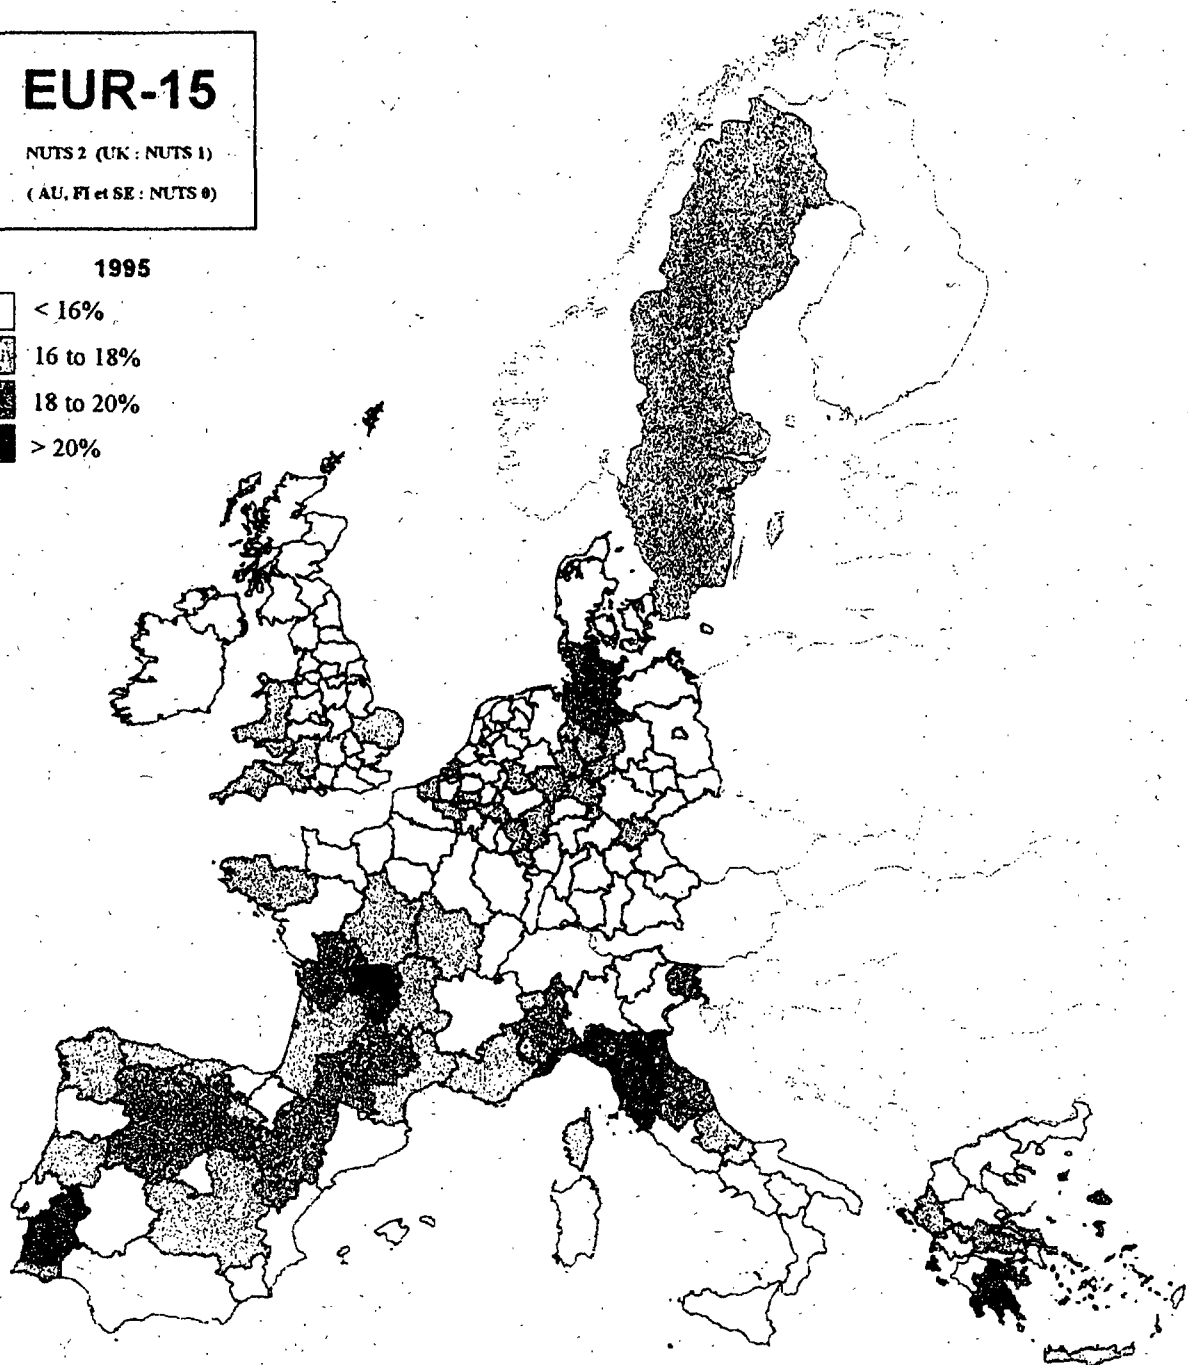 EUR-15
NUTS 2 (UK : NUTS 1)
( AU, FI et SE : NUTS 0)
1995
< 16%
16 to 18%
18 to 20%
> 20%